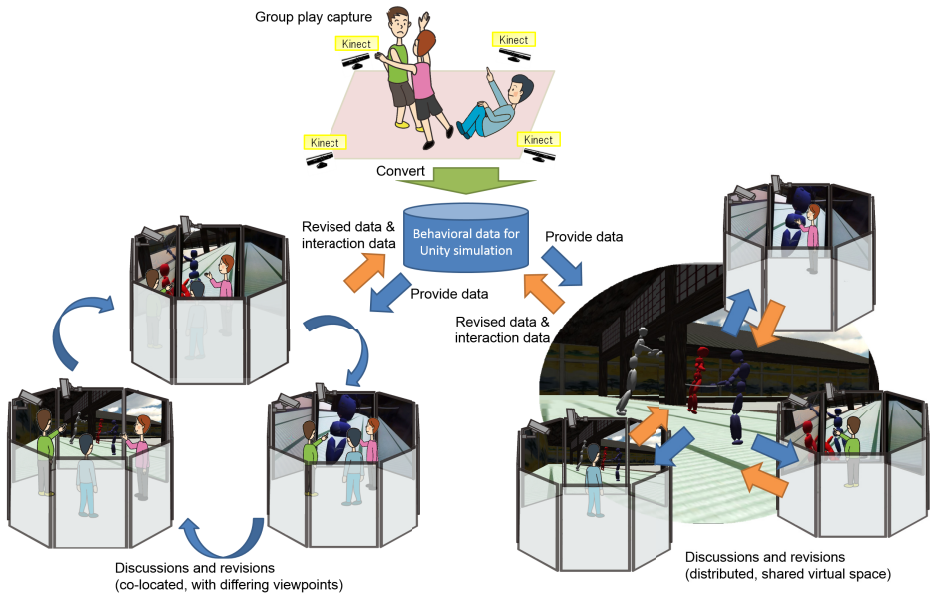 Group play capture
Kinect
Kinect
Kinect
Kinect
Convert
Behavioral data for
Unity simulation
Revised data &
interaction data
Provide data
Provide data
Revised data &
interaction data
Discussions and revisions
(co-located, with differing viewpoints)
Discussions and revisions
(distributed, shared virtual space)